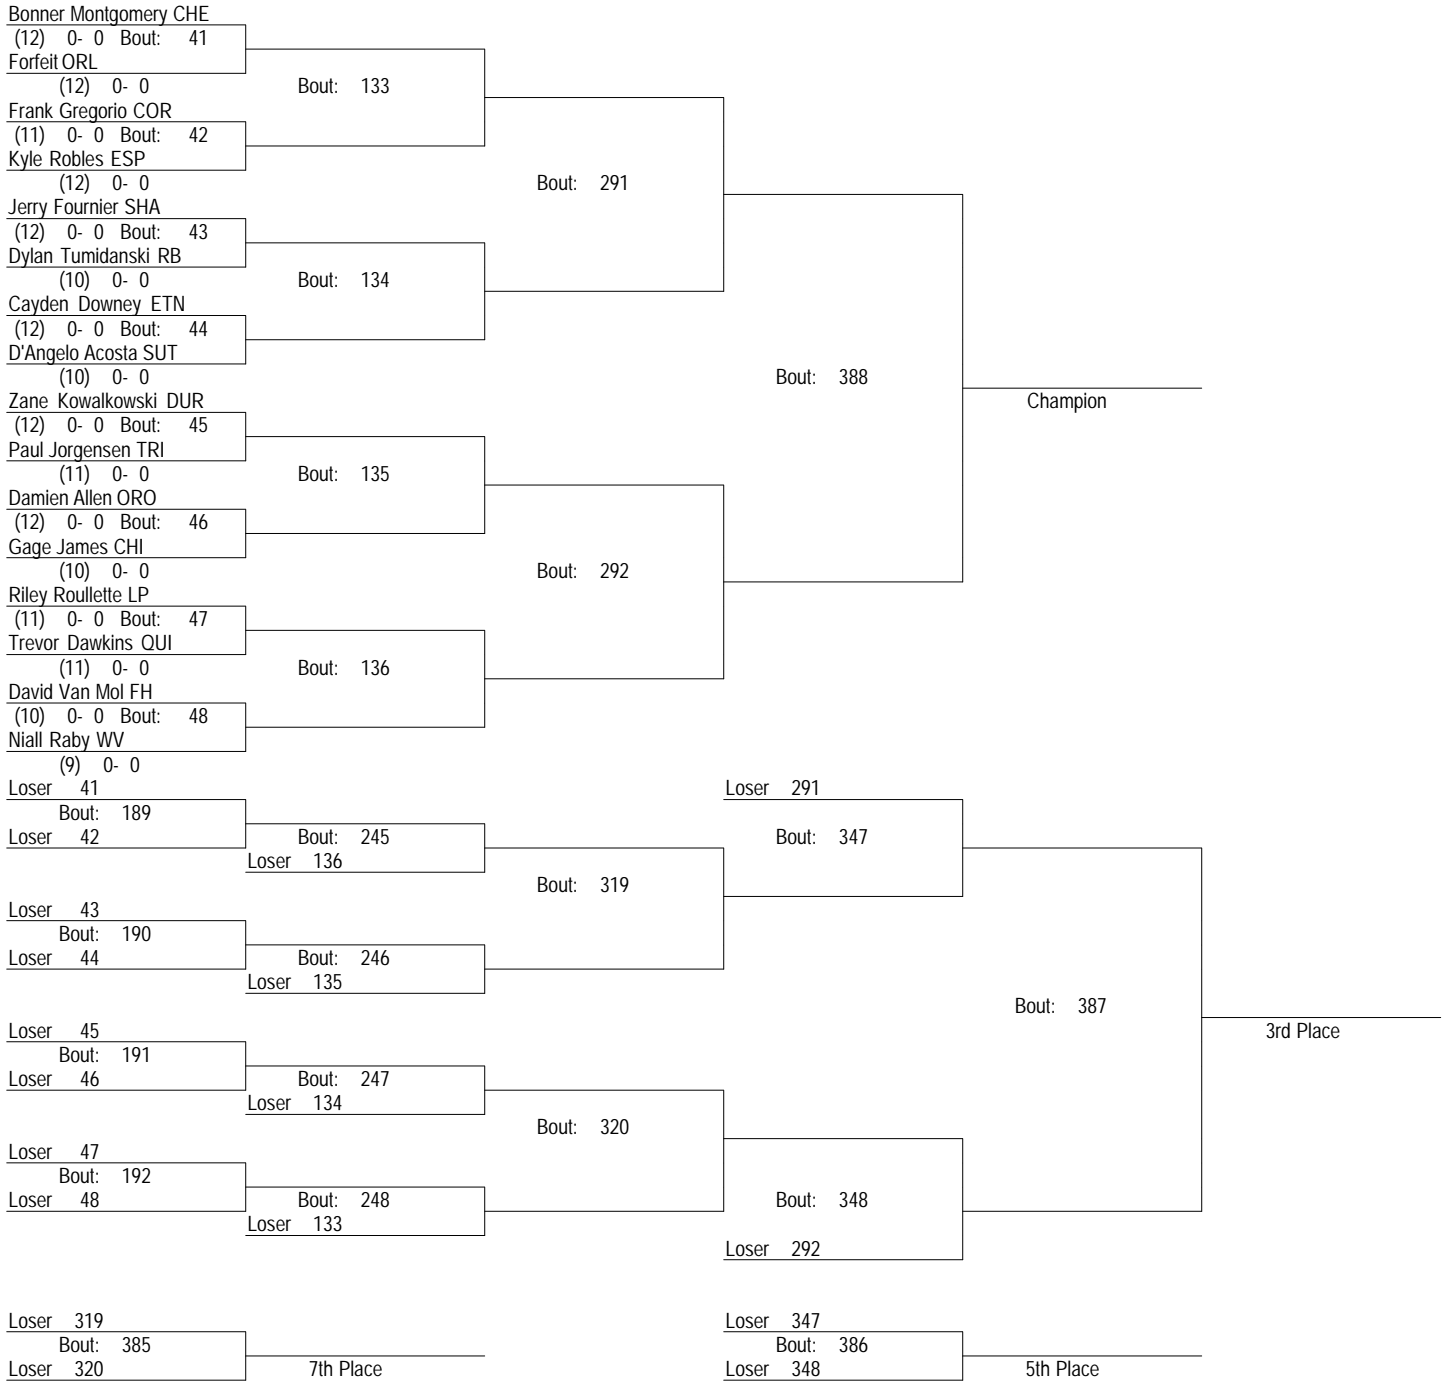 Bonner Montgomery CHE
(12) 0- 0 Bout: 41
Forfeit ORL
(12) 0- 0
Bout: 133
Frank Gregorio COR
(11) 0- 0 Bout: 42
Kyle Robles ESP
(12) 0- 0
Bout: 291
Jerry Fournier SHA
(12) 0- 0 Bout: 43
Dylan Tumidanski RB
(10) 0- 0
Bout: 134
Cayden Downey ETN
(12) 0- 0 Bout: 44
D'Angelo Acosta SUT
(10) 0- 0
Bout: 388
Zane Kowalkowski DUR
Champion
(12) 0- 0 Bout: 45
Paul Jorgensen TRI
(11) 0- 0
Bout: 135
Damien Allen ORO
(12) 0- 0 Bout: 46
Gage James CHI
(10) 0- 0
Bout: 292
Riley Roullette LP
(11) 0- 0 Bout: 47
Trevor Dawkins QUI
(11) 0- 0
Bout: 136
David Van Mol FH
(10) 0- 0 Bout: 48
Niall Raby WV
(9) 0- 0
Loser 41
Loser 291
Bout: 189
Loser 42
Bout: 245
Bout: 347
Loser 136
Bout: 319
Loser 43
Bout: 190
Loser 44
Bout: 246
Loser 135
Bout: 387
Loser 45
3rd Place
Bout: 191
Loser 46
Bout: 247
Loser 134
Bout: 320
Loser 47
Bout: 192
Loser 48
Bout: 248
Bout: 348
Loser 133
Loser 292
Loser 319
Loser 347
Bout: 385
Bout: 386
Loser 320
7th Place
Loser 348
5th Place